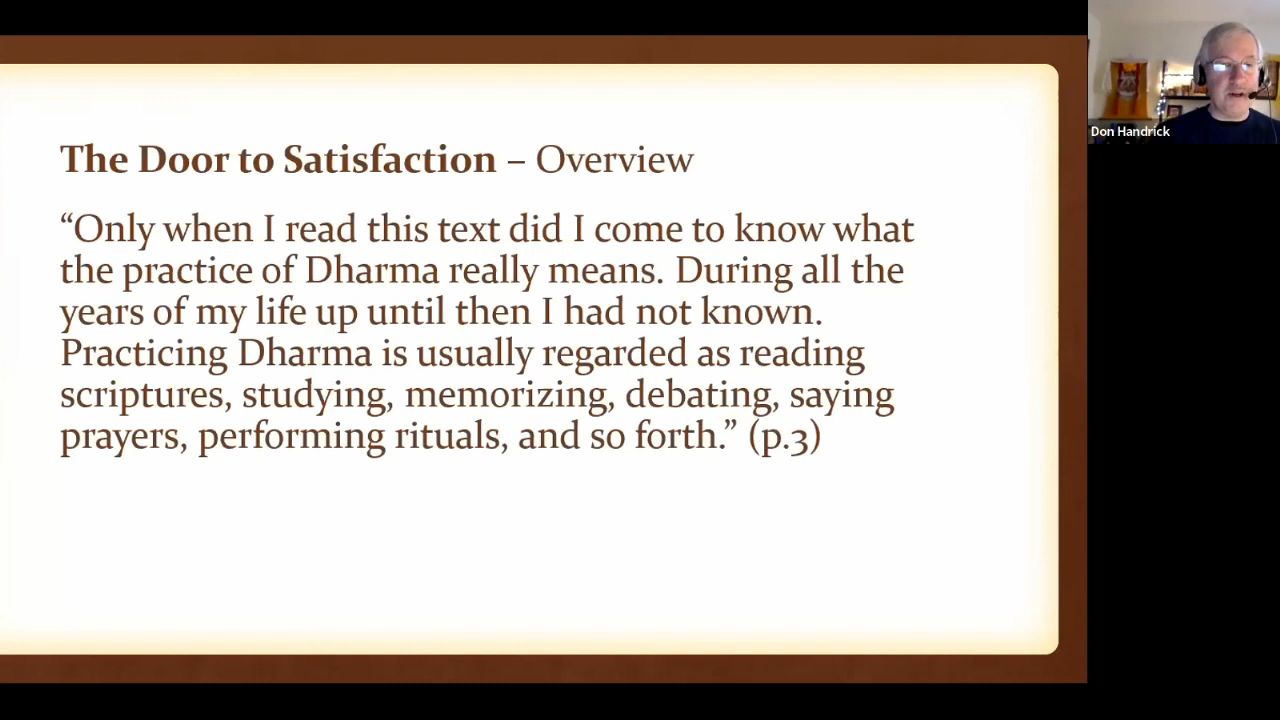 The Door to Satisfaction – Overview
“Only when I read this text did I come to know what
the practice of Dharma really means. During all the
years of my life up until then I had not known.
Practicing Dharma is usually regarded as reading
scriptures, studying, memorizing, debating, saying
prayers, performing rituals, and so forth.” (p.3)
Don Handrick